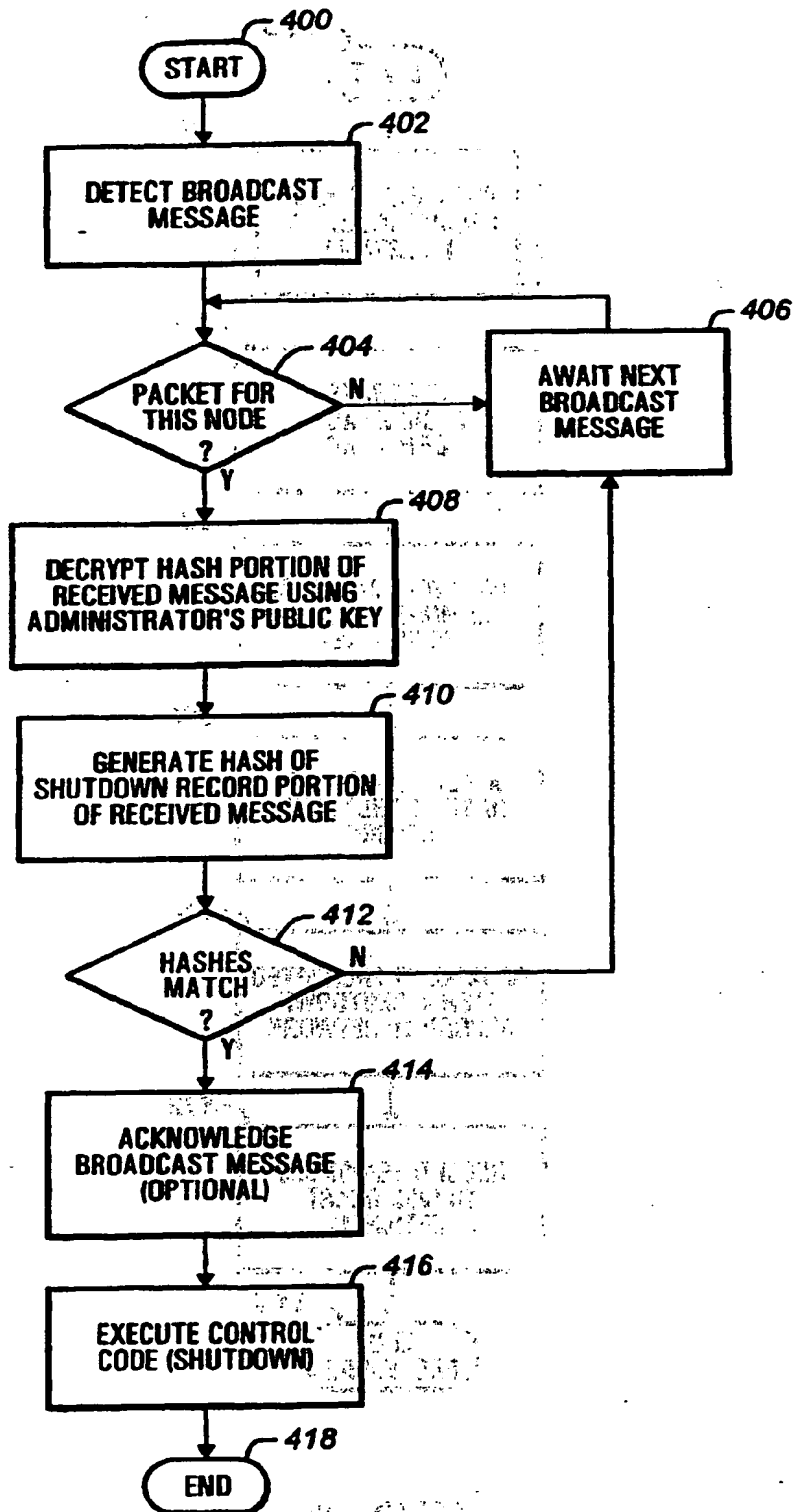 400
START
402
DETECT BROADCAST
MESSAGE
404
PACKET FOR
THIS NODE
?
N
Y
406
AWAIT NEXT
BROADCAST
MESSAGE
408
DECRYPT HASH PORTION OF
RECEIVED MESSAGE USING
ADMINISTRATOR'S PUBLIC KEY
410
GENERATE HASH OF
SHUTDOWN RECORD PORTION
OF RECEIVED MESSAGE
412
HASHES
MATCH
?
N
Y
414
ACKNOWLEDGE
BROADCAST MESSAGE
(OPTIONAL)
416
EXECUTE CONTROL
CODE (SHUTDOWN)
418
END